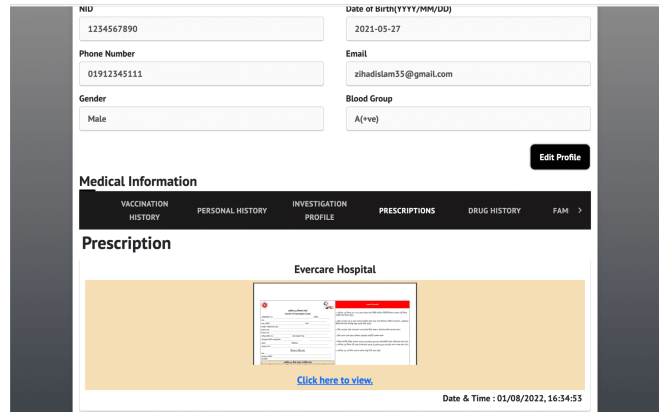 NID
Date of Birth(YYYY/MM/DD)
1234567890
2021-05-27
Phone Number
Email
01912345111
zihadislam35@gmail.com
Gender
Blood Group
Male
A(+ve)
Edit Profile
Medical Information
VACCINATION HISTORY
PERSONAL HISTORY
INVESTIGATION PROFILE
PRESCRIPTIONS
DRUG HISTORY
FAM >
Prescription
Evercare Hospital
Click here to view.
Date & Time : 01/08/2022, 16:34:53